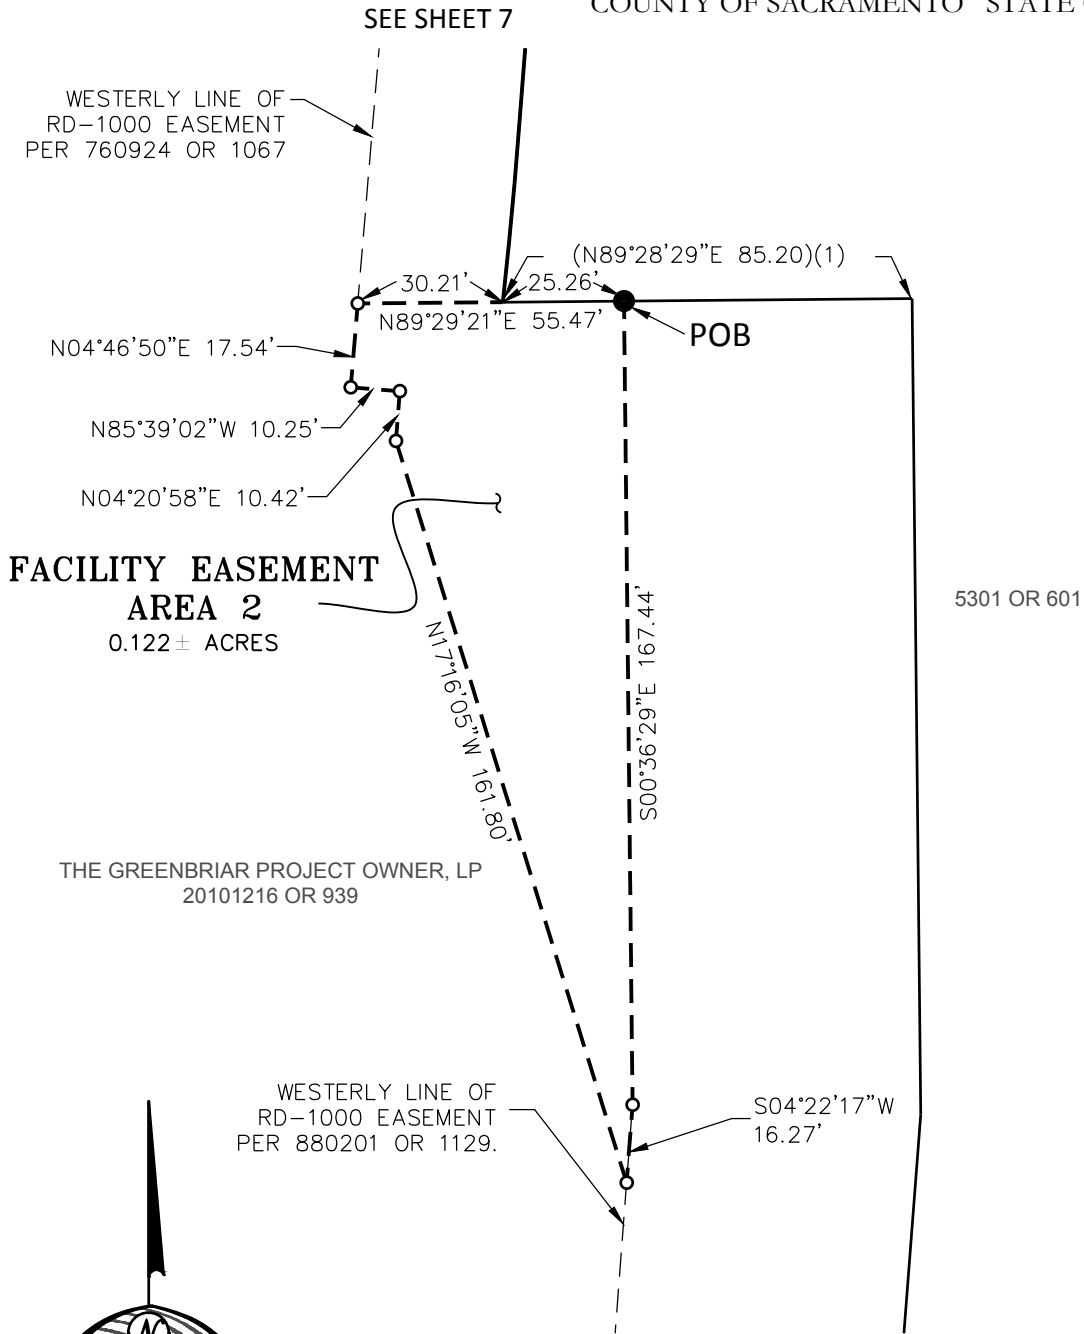 COUNTY OF SACRAMENTO STATE
SEE SHEET 7
WESTERLY LINE OF
RD-1000 EASEMENT
PER 760924 OR 1067
(N89°28'29"E 85.20)(1)
30.21'
25.26'
N89°29'21"E 55.47'
POB
N04°46'50"E 17.54'
N85°39'02"W 10.25'
N04°20'58"E 10.42'
FACILITY EASEMENT
AREA 2
0.122± ACRES
5301 OR 601
N17°16'05"W 161.80'
S00°36'29"E 167.44'
THE GREENBRIAR PROJECT OWNER, LP
20101216 OR 939
WESTERLY LINE OF
RD-1000 EASEMENT
PER 880201 OR 1129.
S04°22'17"W
16.27'